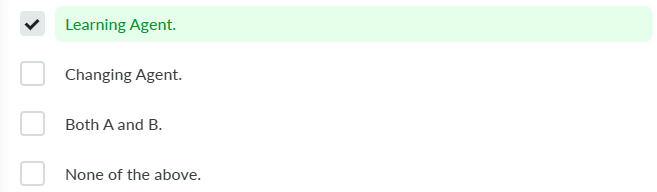 Learning Agent.
Changing Agent.
Both A and B.
None of the above.